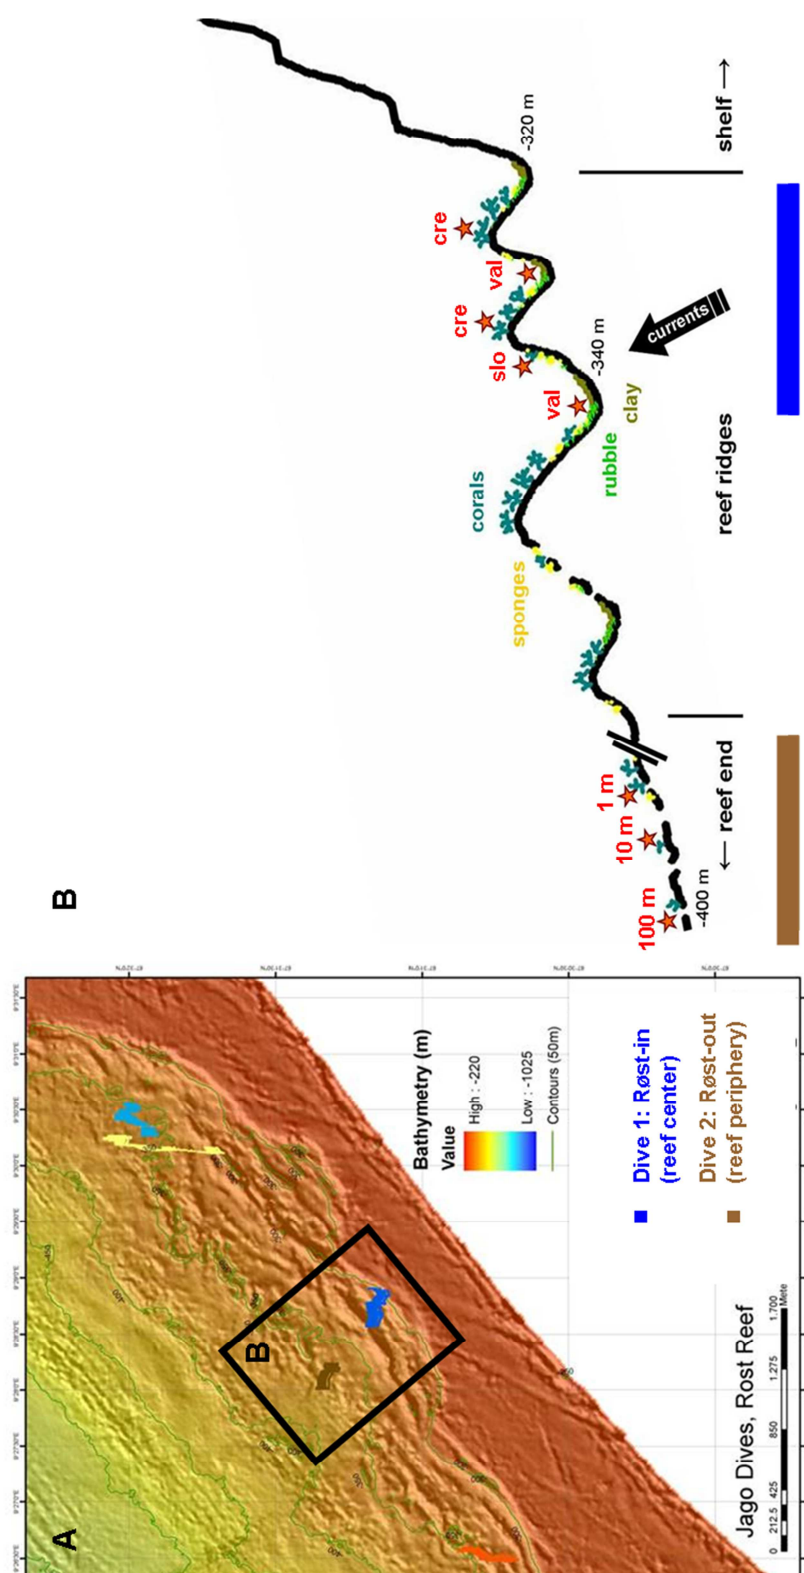 A
B
Bathymetry (m)
Value
High : -220
Low : -1025
Contours (50m)
Jago Dives, Rost Reef
0 212.5 425 850 1.275 1.700
Mete
Dive 1: Røst-in
(reef center)
Dive 2: Røst-out
(reef periphery)
B
100 m
10 m
1 m
-400 m
← reef end
sponges
corals
rubble
clay
reef ridges
val
slo
cre
val
cre
-340 m
currents
-320 m
shelf →